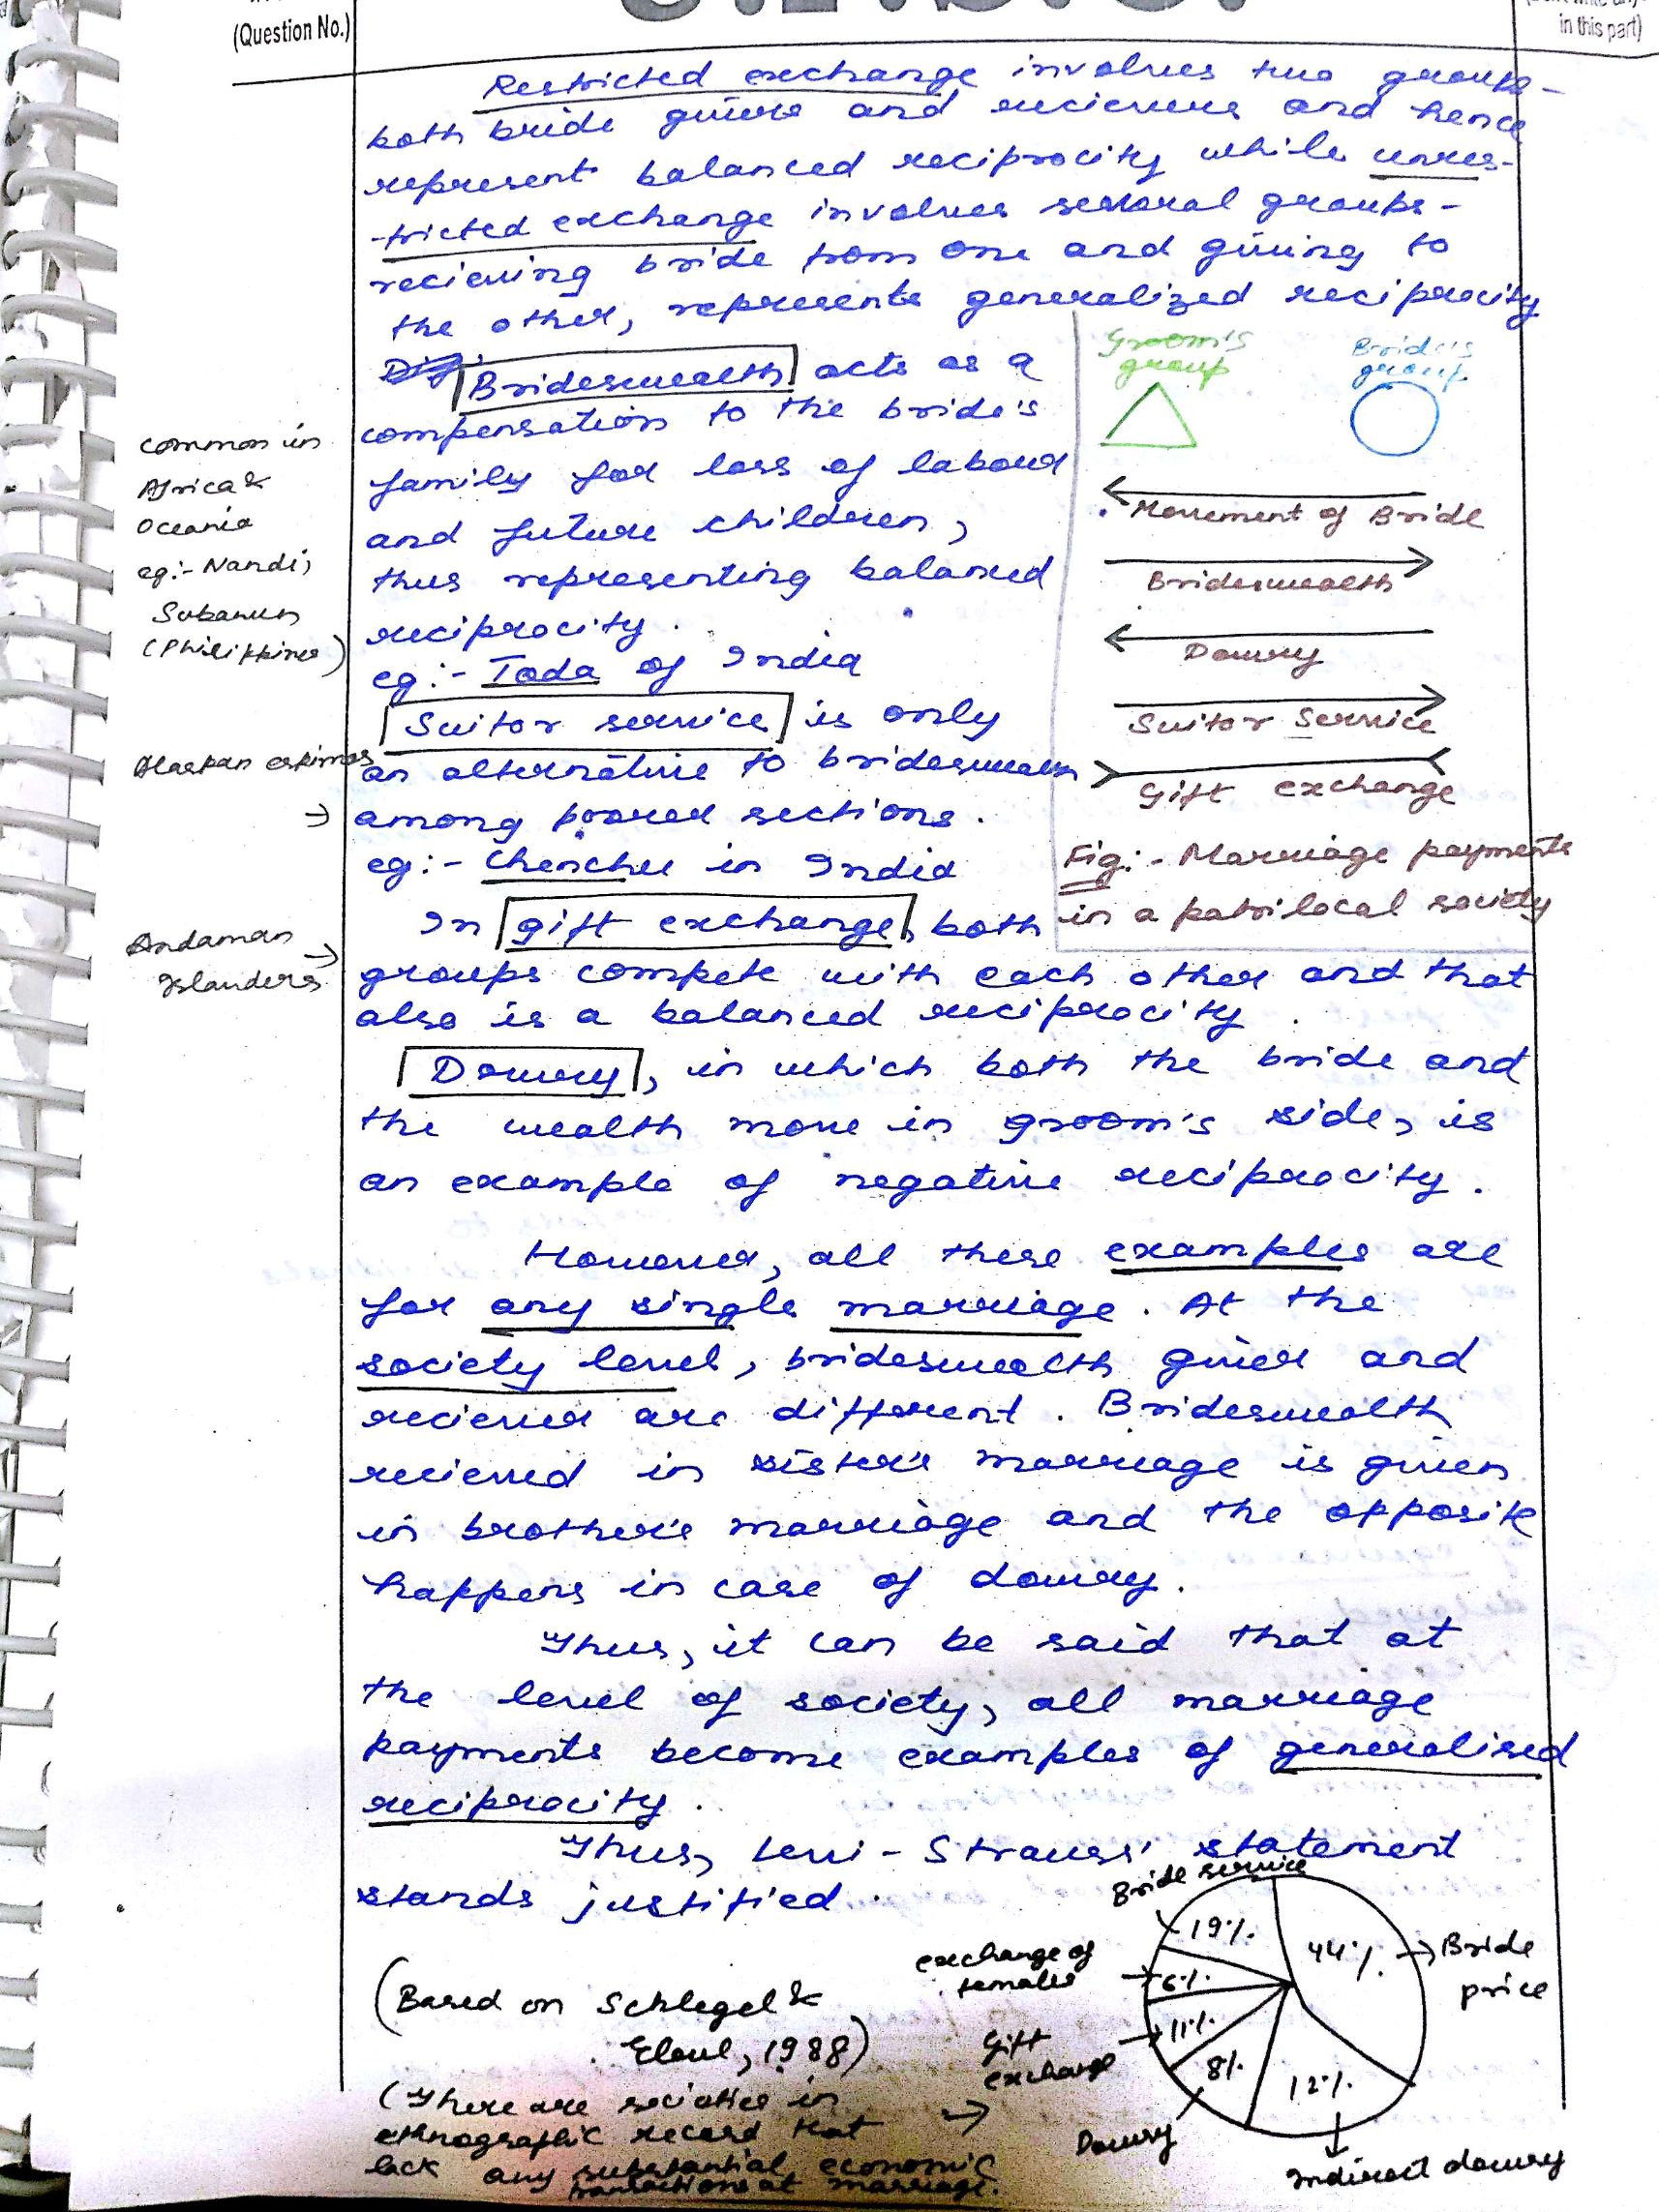 (Question No.)
in this part)
Restricted exchange involves two groups-
both bride givers and recievers and hence
represent balanced reciprocity while unres-
-tricted exchange involves several groups-
recieving bride from one and giving to
the other, represents generalized reciprocity
Brideswealth acts as a
compensation to the bride's
family for loss of labour
and future children,
thus representing balanced
reciprocity.
eg:- Toda of India
Suitor service is only
an alternative to brideswealth
among poorer sections.
eg:- Chenchu in India
In gift exchange, both
groups compete with each other and that
also is a balanced reciprocity.
Common in
Africa &
Oceania
eg:- Nandi,
Subanun
(Philippines)
Alaskan eskimos
→
Andaman →
Islanders
Groom's
group
Bride's
group
Movement of Bride
Brideswealth
Dowry
Suitor Service
Gift exchange
Fig:- Marriage payments
in a patrilocal society
Dowry, in which both the bride and
the wealth move in groom's side, is
an example of negative reciprocity.
However, all these examples are
for any single marriage. At the
society level, brideswealth giver and
reciever are different. Brideswealth
recieved in sister's marriage is given
in brother's marriage and the opposite
happens in case of dowry.
Thus, it can be said that at
the level of society, all marriage
payments become examples of generalised
reciprocity.
Thus, Levi-Strauss' statement
stands justified.
(Based on Schlegel &
Eloul, 1988)
(There are societies in
ethnographic record that
lack any substantial economic
transactions at marriage.
Bride service
19%
44% → Bride
price
exchange of
females
6%
Gift
exchange
11%
8%
12%
Dowry
Indirect dowry